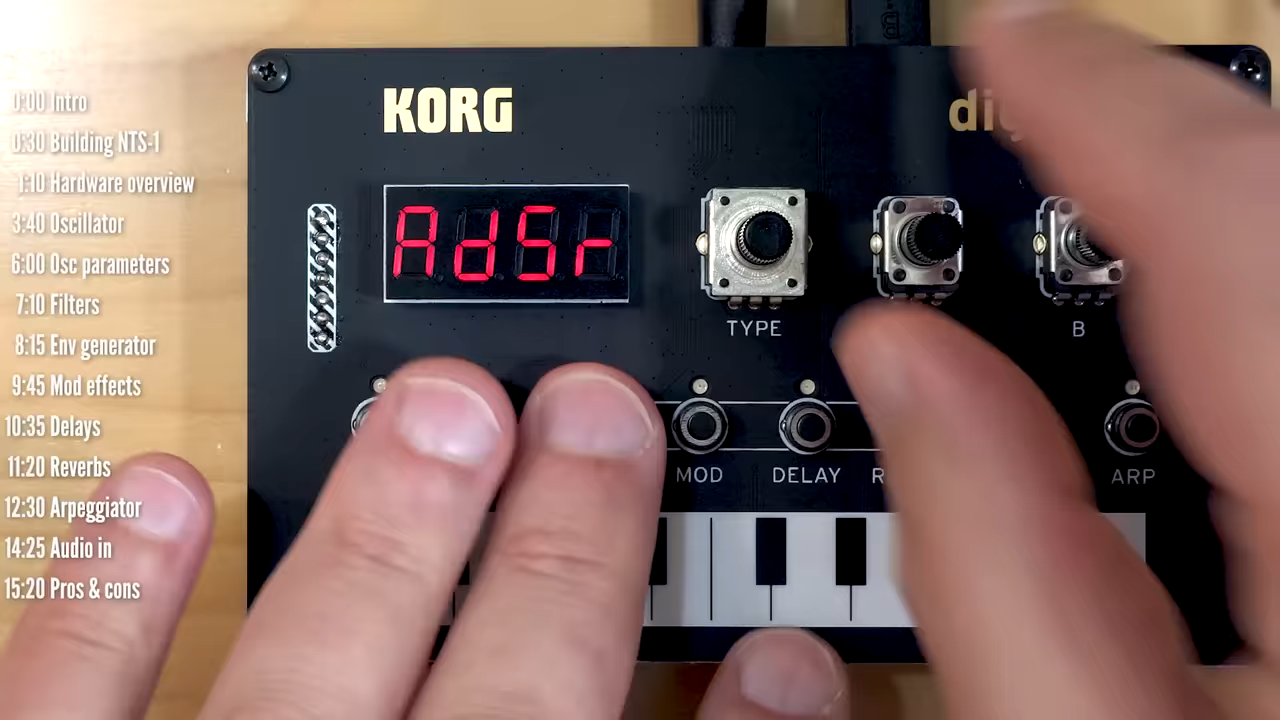 0:00 Intro
0:30 Building NTS-1
1:10 Hardware overview
3:40 Oscillator
6:00 Osc parameters
7:10 Filters
8:15 Env generator
9:45 Mod effects
10:35 Delays
11:20 Reverbs
12:30 Arpeggiator
14:25 Audio in
15:20 Pros & cons
KORG
AdSr
TYPE
B
MOD
DELAY
ARP